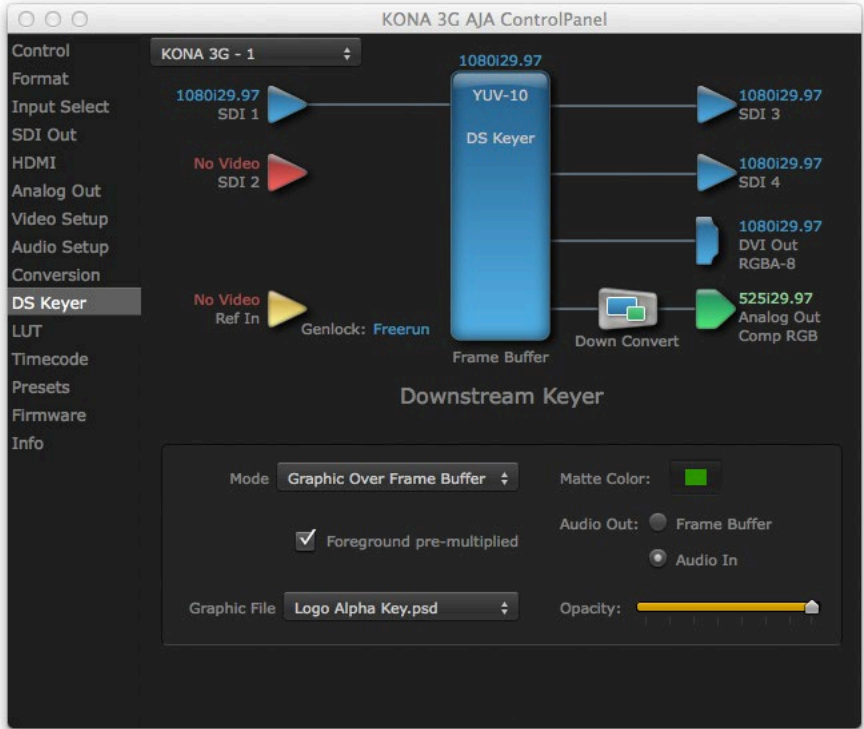 KONA 3G AJA ControlPanel
Control
Format
Input Select
SDI Out
HDMI
Analog Out
Video Setup
Audio Setup
Conversion
DS Keyer
LUT
Timecode
Presets
Firmware
Info
KONA 3G - 1
1080i29.97
SDI 1
No Video
SDI 2
No Video
Ref In
Genlock: Freerun
1080i29.97
YUV-10
DS Keyer
Frame Buffer
1080i29.97
SDI 3
1080i29.97
SDI 4
1080i29.97
DVI Out
RGBA-8
Down Convert
525i29.97
Analog Out
Comp RGB
Downstream Keyer
Mode Graphic Over Frame Buffer
Foreground pre-multiplied
Graphic File Logo Alpha Key.psd
Matte Color:
Audio Out: Frame Buffer
Audio In
Opacity: